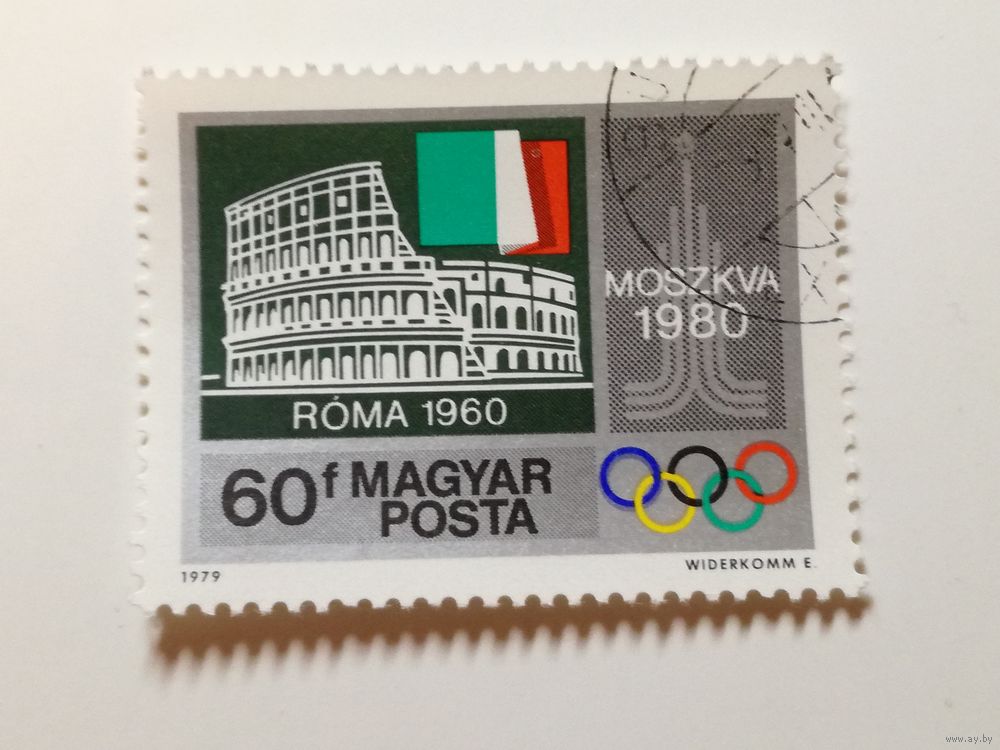 MOSZKVA
1980
RÓMA 1960
60f MAGYAR
POSTA
1979
WIDERKOMM E.
www.ay.by